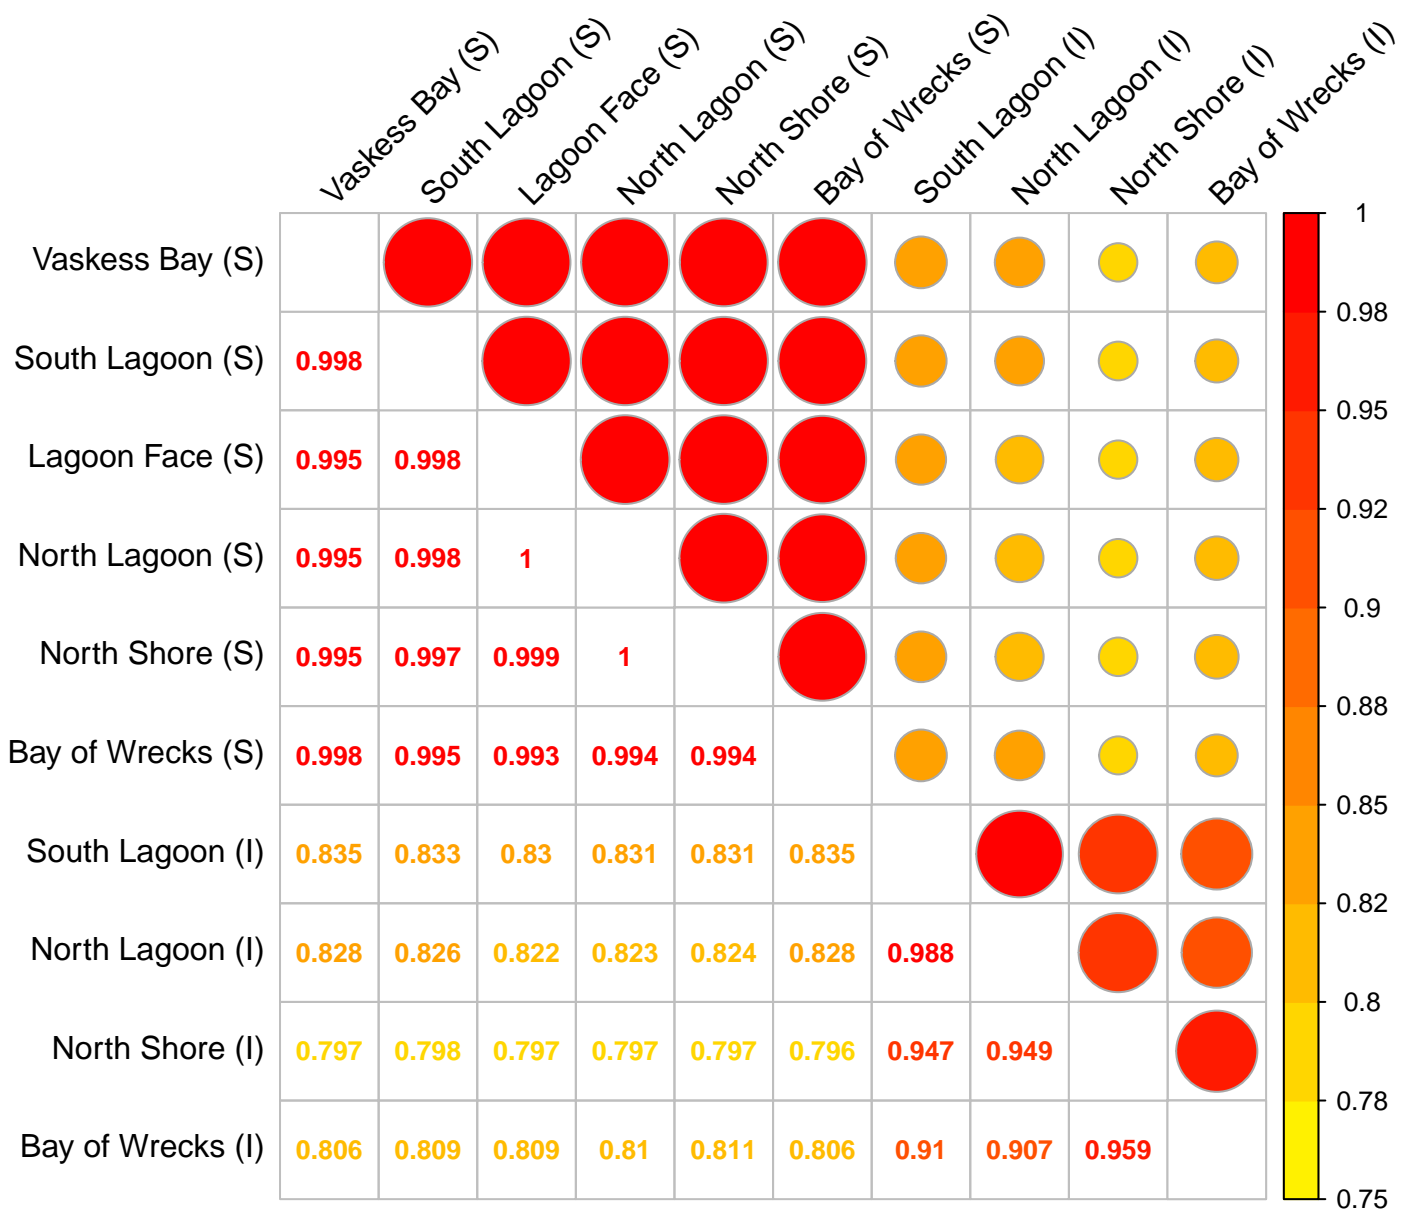 Vaskess Bay (S)
South Lagoon (S)
Lagoon Face (S)
North Lagoon (S)
North Shore (S)
Bay of Wrecks (S)
South Lagoon (I)
North Lagoon (I)
North Shore (I)
Bay of Wrecks (I)
Vaskess Bay (S)
South Lagoon (S) 0.998
Lagoon Face (S) 0.995 0.998
North Lagoon (S) 0.995 0.998 1
North Shore (S) 0.995 0.997 0.999 1
Bay of Wrecks (S) 0.998 0.995 0.993 0.994 0.994
South Lagoon (I) 0.835 0.833 0.83 0.831 0.831 0.835
North Lagoon (I) 0.828 0.826 0.822 0.823 0.824 0.828 0.988
North Shore (I) 0.797 0.798 0.797 0.797 0.797 0.796 0.947 0.949
Bay of Wrecks (I) 0.806 0.809 0.809 0.81 0.811 0.806 0.91 0.907 0.959
1
0.98
0.95
0.92
0.9
0.88
0.85
0.82
0.8
0.78
0.75